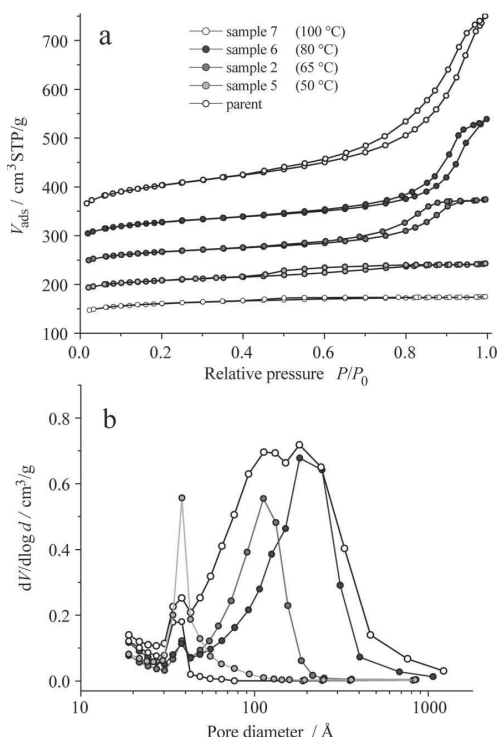 a
sample 7 (100 °C)
sample 6 (80 °C)
sample 2 (65 °C)
sample 5 (50 °C)
parent
700
600
500
400
300
200
100
V_ads / cm³ STP/g
0.0 0.2 0.4 0.6 0.8 1.0
Relative pressure P/P₀
b
0.8
0.6
0.4
0.2
0.0
dV/dlog d / cm³/g
10 100 1000
Pore diameter / Å